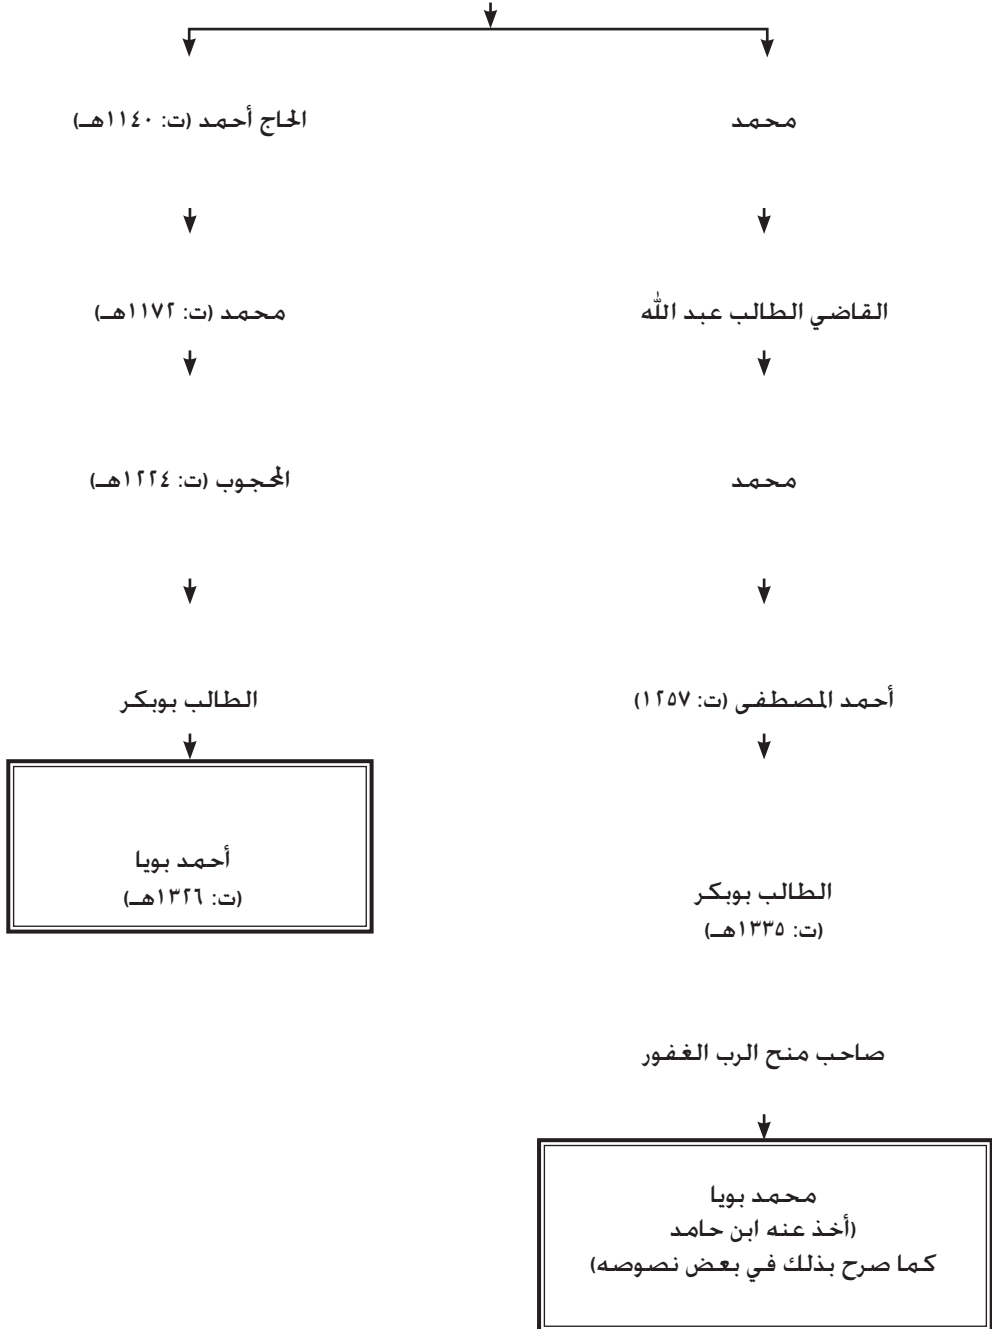 محمد
الحاج أحمد (ت: ١١٤٠هـ)
القاضي الطالب عبد الله
محمد (ت: ١١٧٢هـ)
محمد
المحجوب (ت: ١٢٢٤هـ)
أحمد المصطفى (ت: ١٢٥٧)
الطالب بوبكر
أحمد بويا
(ت: ١٣٢٦هـ)
الطالب بوبكر
(ت: ١٣٣٥هـ)
صاحب منح الرب الغفور
محمد بويا
(أخذ عنه ابن حامد
كما صرح بذلك في بعض نصوصه)